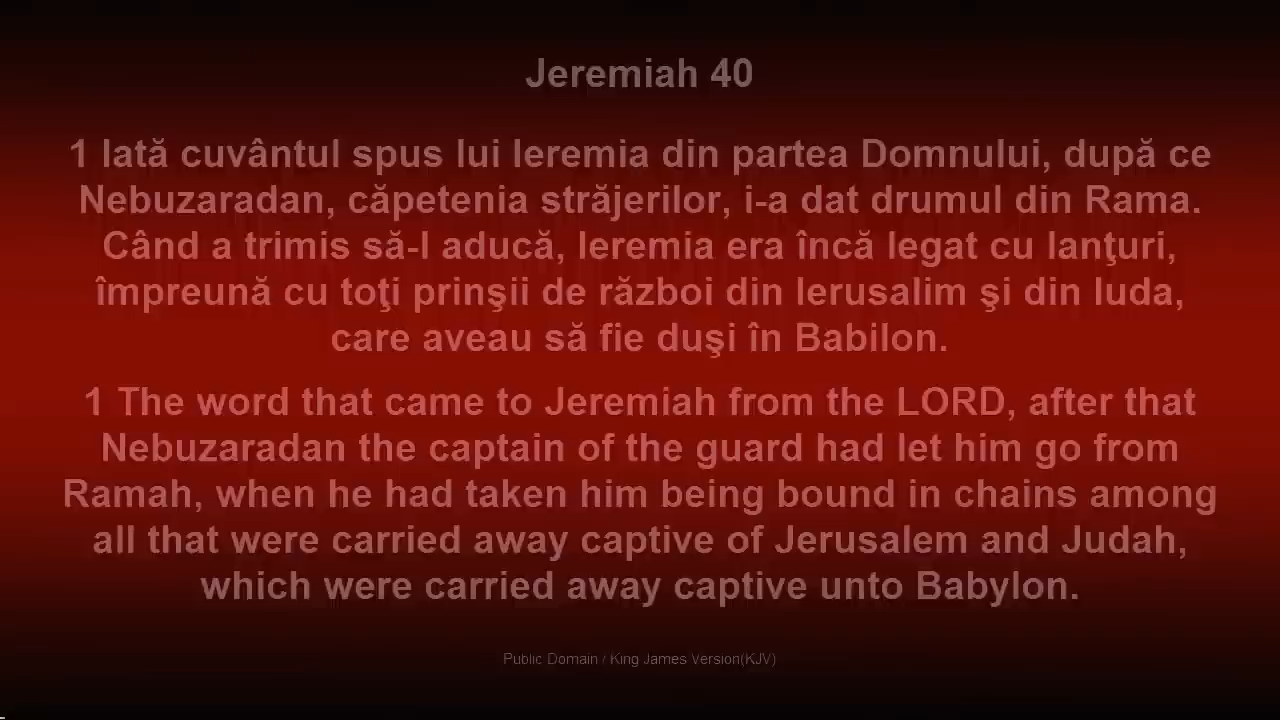 Jeremiah 40
1 Iată cuvântul spus lui Ieremia din partea Domnului, după ce
Nebuzaradan, căpetenia străjerilor, i-a dat drumul din Rama.
Când a trimis să-l aducă, Ieremia era încă legat cu lanţuri,
împreună cu toţi prinşii de război din Ierusalim şi din Iuda,
care aveau să fie duşi în Babilon.
1 The word that came to Jeremiah from the LORD, after that
Nebuzaradan the captain of the guard had let him go from
Ramah, when he had taken him being bound in chains among
all that were carried away captive of Jerusalem and Judah,
which were carried away captive unto Babylon.
Public Domain / King James Version(KJV)